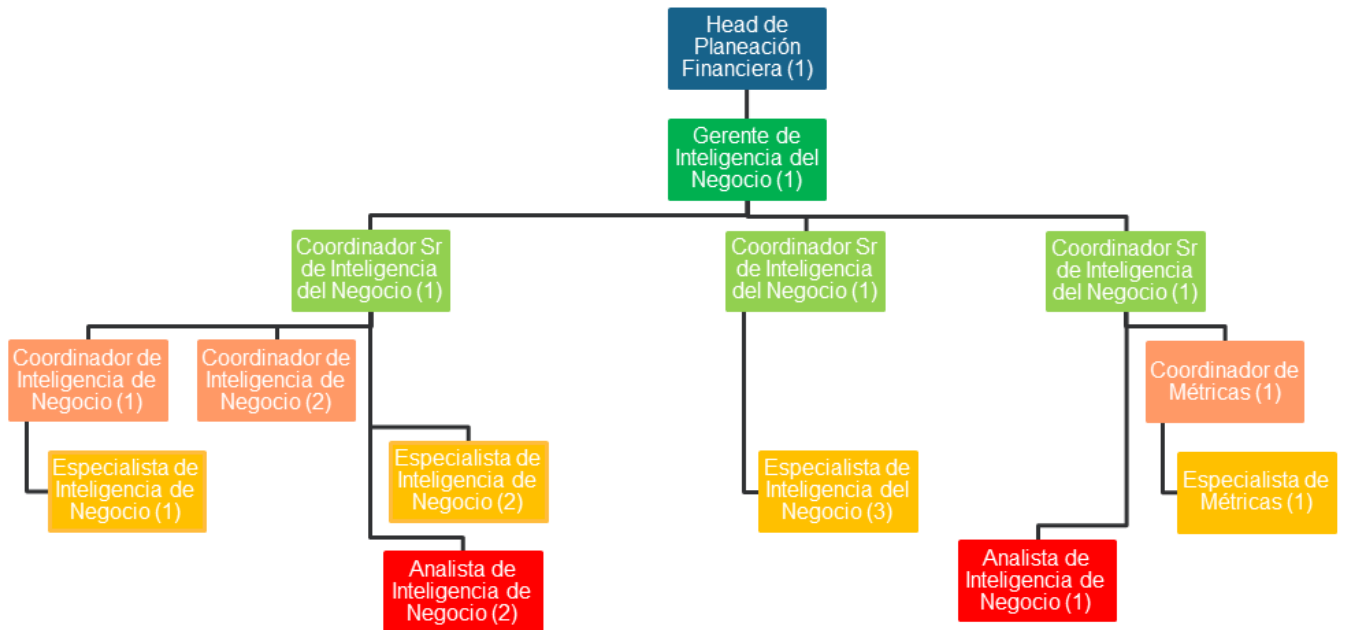 Head de
Planeación
Financiera (1)
Gerente de
Inteligencia del
Negocio (1)
Coordinador Sr
de Inteligencia
del Negocio (1)
Coordinador Sr
de Inteligencia
del Negocio (1)
Coordinador Sr
de Inteligencia
del Negocio (1)
Coordinador de
Inteligencia de
Negocio (1)
Coordinador de
Inteligencia de
Negocio (2)
Coordinador de
Métricas (1)
Especialista de
Inteligencia de
Negocio (1)
Especialista de
Inteligencia de
Negocio (2)
Especialista de
Inteligencia del
Negocio (3)
Especialista de
Métricas (1)
Analista de
Inteligencia de
Negocio (2)
Analista de
Inteligencia de
Negocio (1)